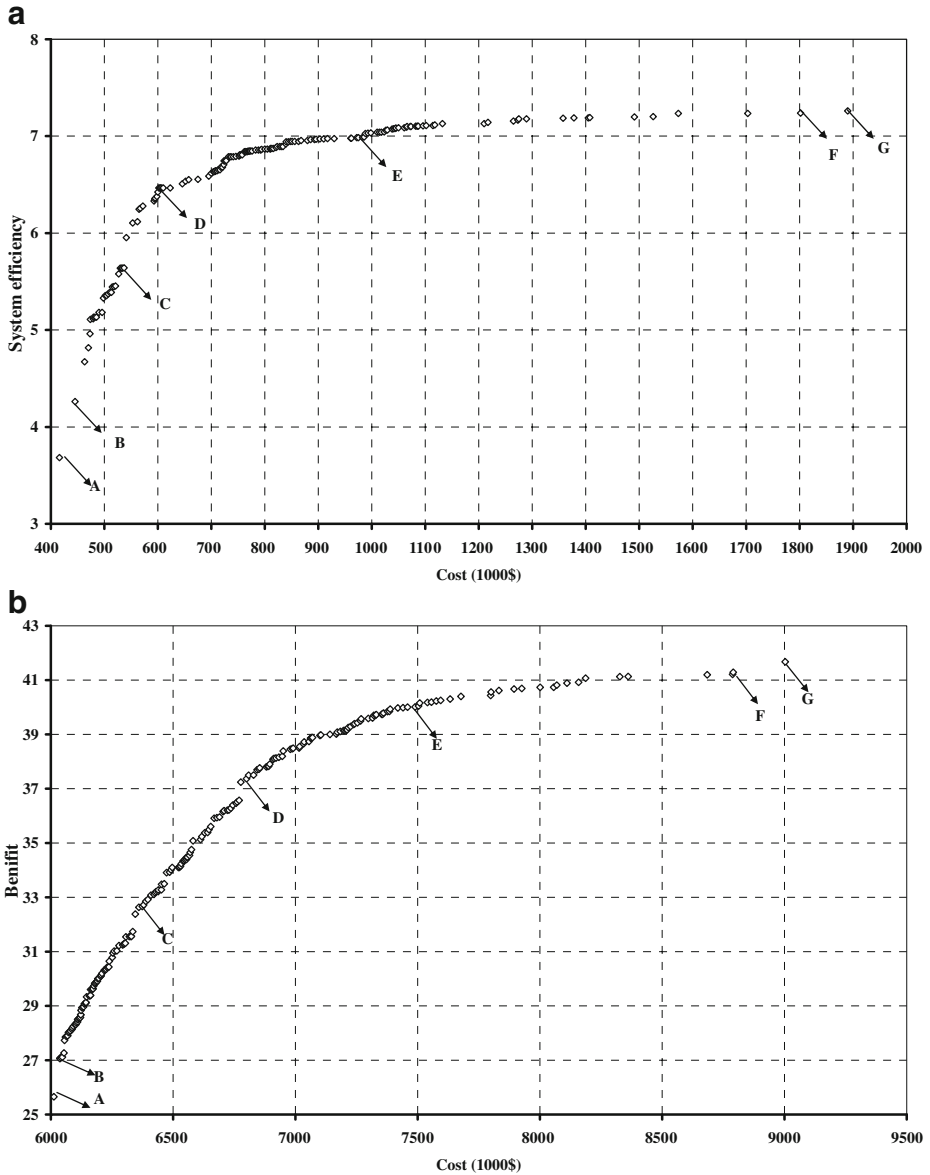 a
8
7
6
5
4
3
System efficiency
A
B
C
D
E
F
G
400 500 600 700 800 900 1000 1100 1200 1300 1400 1500 1600 1700 1800 1900 2000
Cost (1000$)
b
43
41
39
37
35
33
31
29
27
25
Benifit
A
B
C
D
E
F
G
6000 6500 7000 7500 8000 8500 9000 9500
Cost (1000$)